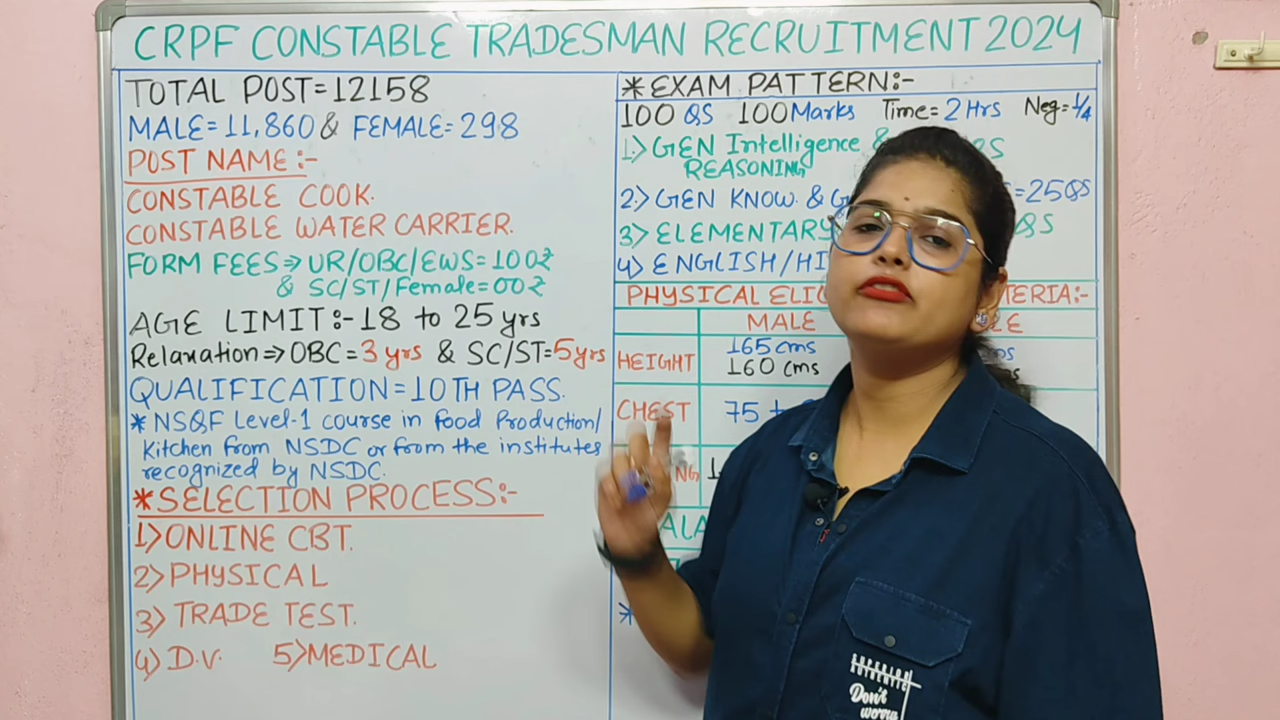 CRPF CONSTABLE TRADESMAN RECRUITMENT 2024
TOTAL POST=12158
MALE=11,860 & FEMALE=298
POST NAME:-
CONSTABLE COOK.
CONSTABLE WATER CARRIER.
FORM FEES⇒UR/OBC/EWS=100₹
& SC/ST/Female=00₹
AGE LIMIT:-18 to 25 yrs
Relaxation⇒OBC=3 yrs & SC/ST=5yrs
QUALIFICATION=10TH PASS.
*NSQF Level-1 course in food Production/
Kitchen from NSDC or from the institutes
recognized by NSDC.
*SELECTION PROCESS:-
1>ONLINE CBT.
2>PHYSICAL
3> TRADE TEST.
4> D.V. 5>MEDICAL
*EXAM PATTERN:-
100 QS 100 Marks Time=2 Hrs Neg=1/4
1>GEN Intelligence &
REASONING
2>GEN KNOW. & =25QS
3>ELEMENTARY QS
4> ENGLISH/
PHYSICAL
MALE
HEIGHT 165 cms
160 cms
CHEST 75 +
Don't
worry